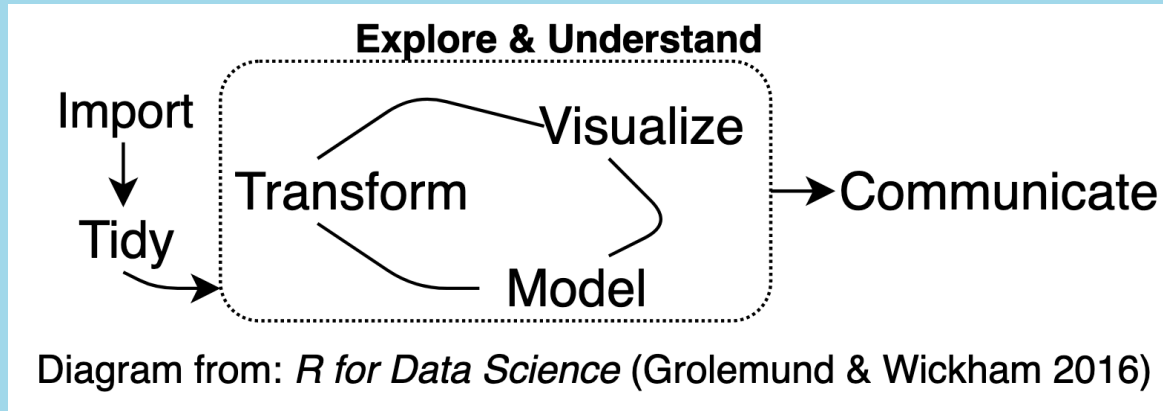 Explore & Understand
Import
Tidy
Transform
Visualize
Model
Communicate
Diagram from: R for Data Science (Grolemund & Wickham 2016)